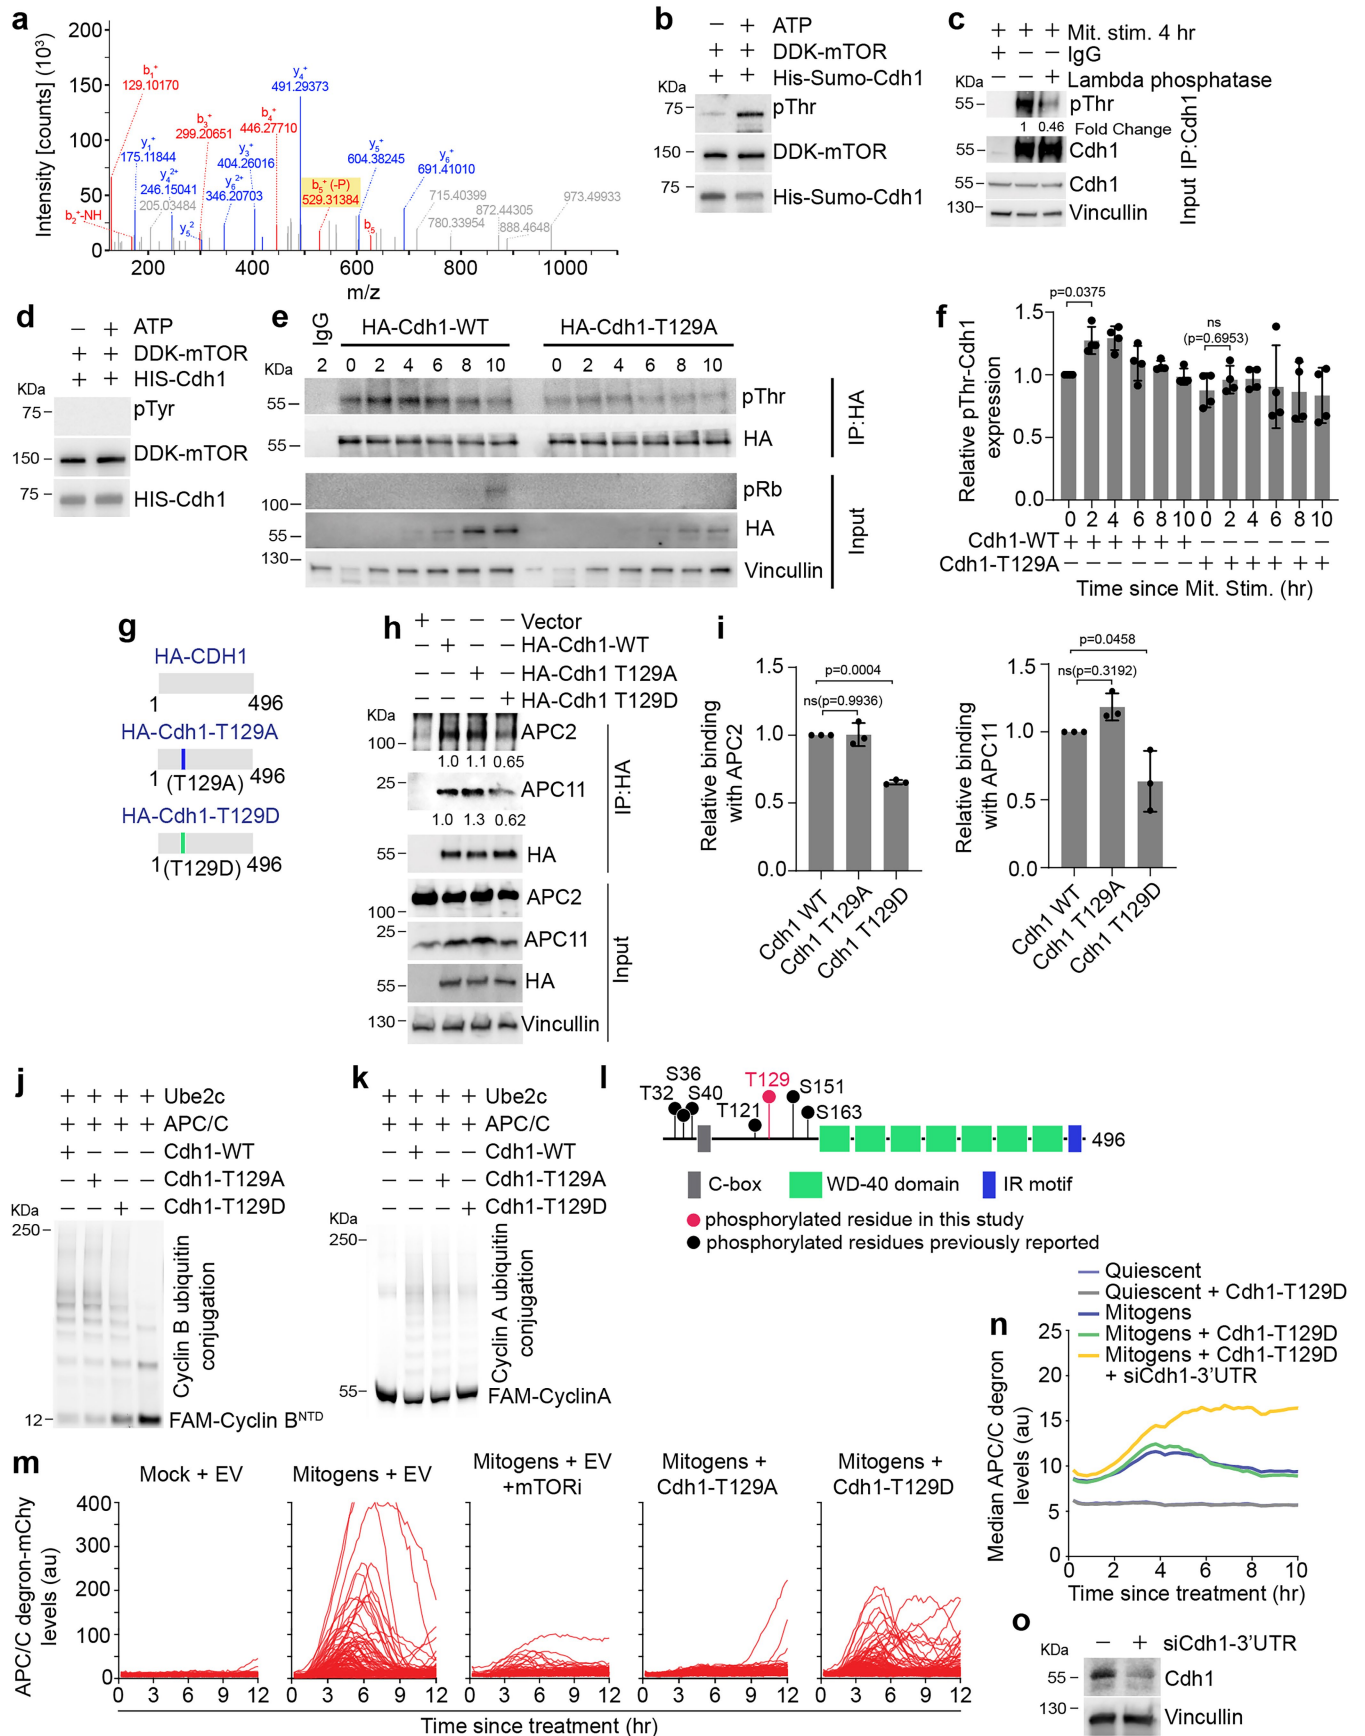 a
Intensity [counts] (10³)
200
150
100
50
0
b₁⁺
129.10170
y₁⁺
175.11844
y₄²⁺
246.15041
205.03484
b₂⁺-NH
y₅²
b₃⁺
299.20651
y₆²⁺
346.20703
y₃⁺
404.26016
b₄⁺
446.27710
y₄⁺
491.29373
b₅⁺ (-P)
529.31384
y₅⁺
604.38245
b₅
y₆⁺
691.41010
715.40399
780.33954
872.44305
888.4648
973.49933
200 400 600 800 1000
m/z
b
− + ATP
+ + DDK-mTOR
+ + His-Sumo-Cdh1
KDa
75 pThr
150 DDK-mTOR
75 His-Sumo-Cdh1
c
+ + + Mit. stim. 4 hr
+ − − IgG
− − + Lambda phosphatase
KDa
55 pThr
1 0.46 Fold Change
55 Cdh1
IP:Cdh1
55 Cdh1
130 Vincullin
Input
d
− + ATP
+ + DDK-mTOR
+ + HIS-Cdh1
KDa
75 pTyr
150 DDK-mTOR
75 HIS-Cdh1
e
IgG HA-Cdh1-WT HA-Cdh1-T129A
2 0 2 4 6 8 10 0 2 4 6 8 10
KDa
55 pThr
55 HA
IP:HA
100 pRb
55 HA
130 Vincullin
Input
f
Relative pThr-Cdh1
expression
1.5
1.0
0.5
0.0
p=0.0375
ns
(p=0.6953)
0 2 4 6 8 10 0 2 4 6 8 10
Cdh1-WT + + + + + + − − − − − −
Cdh1-T129A − − − − − − + + + + + +
Time since Mit. Stim. (hr)
g
HA-CDH1
1 496
HA-Cdh1-T129A
1 (T129A) 496
HA-Cdh1-T129D
1 (T129D) 496
h
+ − − − Vector
− + − − HA-Cdh1-WT
− − + − HA-Cdh1 T129A
− − − + HA-Cdh1 T129D
KDa
100 APC2
1.0 1.1 0.65
25 APC11
1.0 1.3 0.62
55 HA
IP:HA
100 APC2
25 APC11
55 HA
130 Vincullin
Input
i
Relative binding
with APC2
1.5
1.0
0.5
0.0
p=0.0004
ns(p=0.9936)
Cdh1 WT
Cdh1 T129A
Cdh1 T129D
Relative binding
with APC11
1.5
1.0
0.5
0.0
p=0.0458
ns(p=0.3192)
Cdh1 WT
Cdh1 T129A
Cdh1 T129D
j
+ + + + Ube2c
+ + + + APC/C
+ − − − Cdh1-WT
− + − − Cdh1-T129A
− − + − Cdh1-T129D
KDa
250
12
Cyclin B ubiquitin
conjugation
FAM-Cyclin Bᴺᵀᴰ
k
+ + + + Ube2c
+ + + + APC/C
− + − − Cdh1-WT
− − + − Cdh1-T129A
− − − + Cdh1-T129D
KDa
250
55
Cyclin A ubiquitin
conjugation
FAM-CyclinA
l
T32
S36
S40
T121
T129
S151
S163
496
C-box
WD-40 domain
IR motif
phosphorylated residue in this study
phosphorylated residues previously reported
m
Mock + EV
Mitogens + EV
Mitogens + EV
+mTORi
Mitogens +
Cdh1-T129A
Mitogens +
Cdh1-T129D
APC/C degron-mChy
levels (au)
400
300
200
100
0
0 3 6 9 12 0 3 6 9 12 0 3 6 9 12 0 3 6 9 12 0 3 6 9 12
Time since treatment (hr)
n
Quiescent
Quiescent + Cdh1-T129D
Mitogens
Mitogens + Cdh1-T129D
Mitogens + Cdh1-T129D
+ siCdh1-3'UTR
Median APC/C degron
levels (au)
25
20
15
10
5
0
0 2 4 6 8 10
Time since treatment (hr)
o
− + siCdh1-3'UTR
KDa
55 Cdh1
130 Vincullin